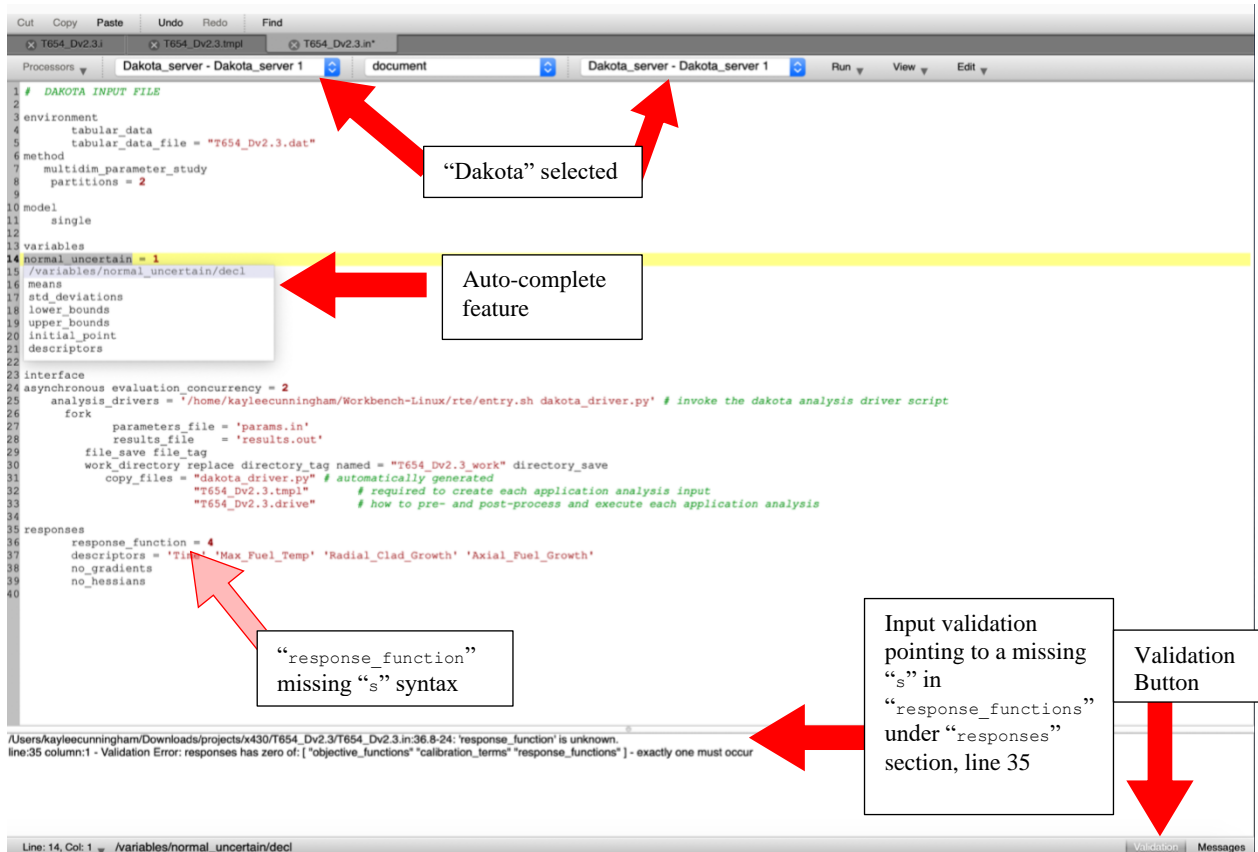 Cut Copy Paste Undo Redo Find
T654_Dv2.3.i T654_Dv2.3.tmpl T654_Dv2.3.in*
Processors Dakota_server - Dakota_server 1 document Dakota_server - Dakota_server 1 Run View Edit
1 # DAKOTA INPUT FILE
2
3 environment
4 tabular_data
5 tabular_data_file = "T654_Dv2.3.dat"
6 method
7 multidim_parameter_study
8 partitions = 2
9
10 model
11 single
12
13 variables
14 normal_uncertain = 1
15 /variables/normal_uncertain/decl
16 means
17 std_deviations
18 lower_bounds
19 upper_bounds
20 initial_point
21 descriptors
22
23 interface
24 asynchronous evaluation_concurrency = 2
25 analysis_drivers = '/home/kayleecunningham/Workbench-Linux/rte/entry.sh dakota_driver.py' # invoke the dakota analysis driver script
26 fork
27 parameters_file = 'params.in'
28 results_file = 'results.out'
29 file_save file_tag
30 work_directory replace directory_tag named = "T654_Dv2.3_work" directory_save
31 copy_files = "dakota_driver.py" # automatically generated
32 "T654_Dv2.3.tmpl" # required to create each application analysis input
33 "T654_Dv2.3.drive" # how to pre- and post-process and execute each application analysis
34
35 responses
36 response_function = 4
37 descriptors = 'Time' 'Max_Fuel_Temp' 'Radial_Clad_Growth' 'Axial_Fuel_Growth'
38 no_gradients
39 no_hessians
40
“Dakota” selected
Auto-complete
feature
“response_function”
missing “s” syntax
Input validation
pointing to a missing
“s” in
“response_functions”
under “responses”
section, line 35
Validation
Button
/Users/kayleecunningham/Downloads/projects/x430/T654_Dv2.3/T654_Dv2.3.in:36.8-24: 'response_function' is unknown.
line:35 column:1 - Validation Error: responses has zero of: [ "objective_functions" "calibration_terms" "response_functions" ] - exactly one must occur
Line: 14, Col: 1 /variables/normal_uncertain/decl Validation Messages